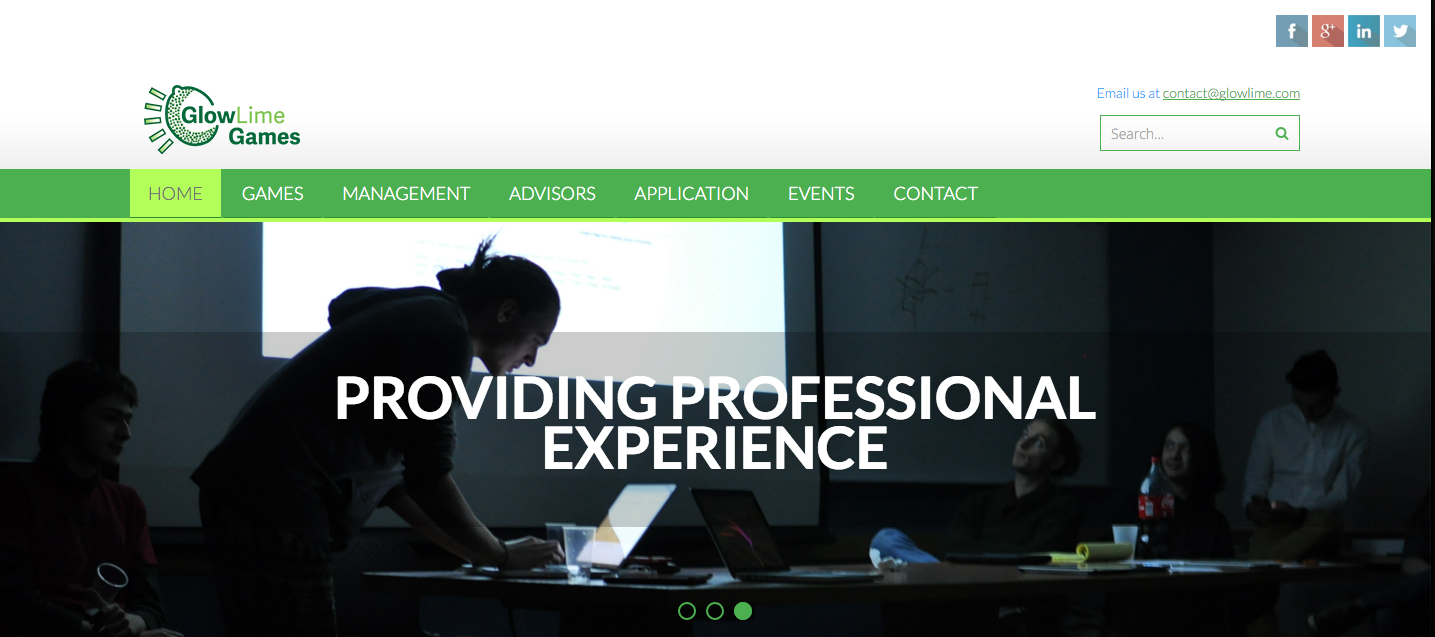 f g+ in
GlowLime
Games
Email us at contact@glowlime.com
Search...
HOME GAMES MANAGEMENT ADVISORS APPLICATION EVENTS CONTACT
PROVIDING PROFESSIONAL
EXPERIENCE